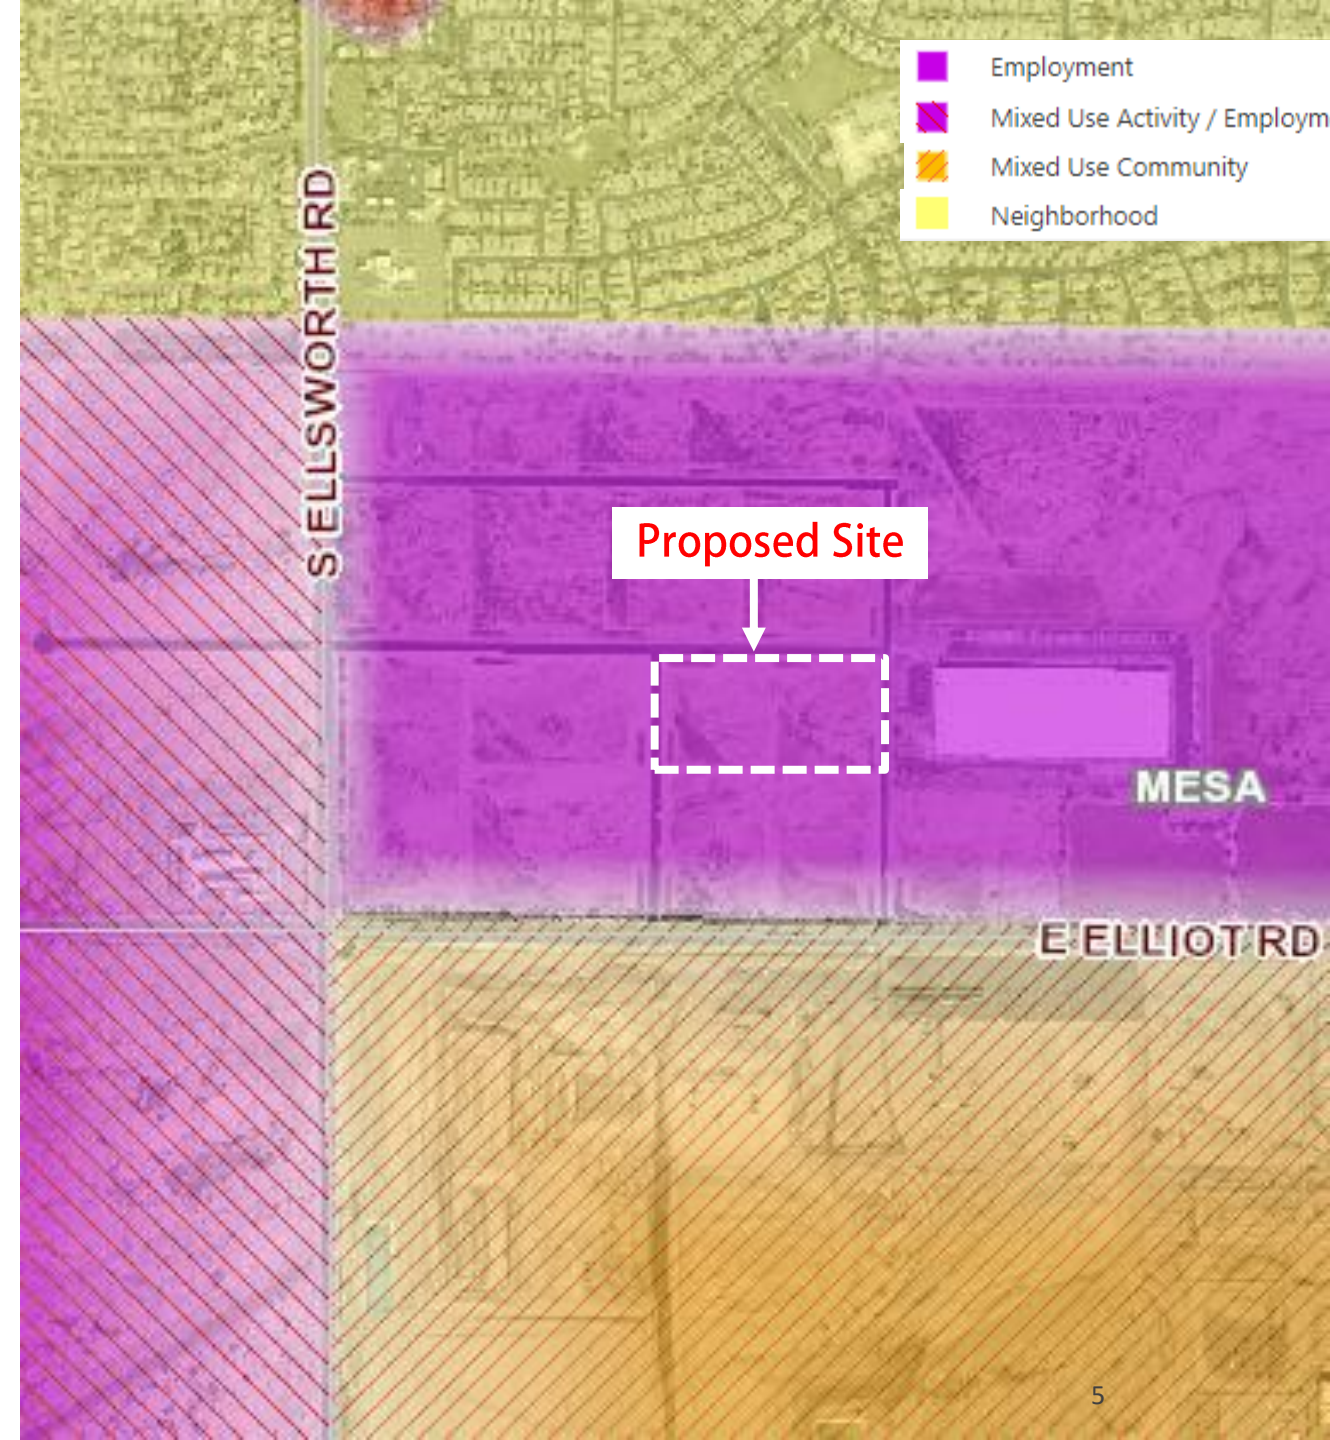 Employment
Mixed Use Activity / Employm
Mixed Use Community
Neighborhood
S ELLSWORTH RD
Proposed Site
MESA
E ELLIOT RD
5